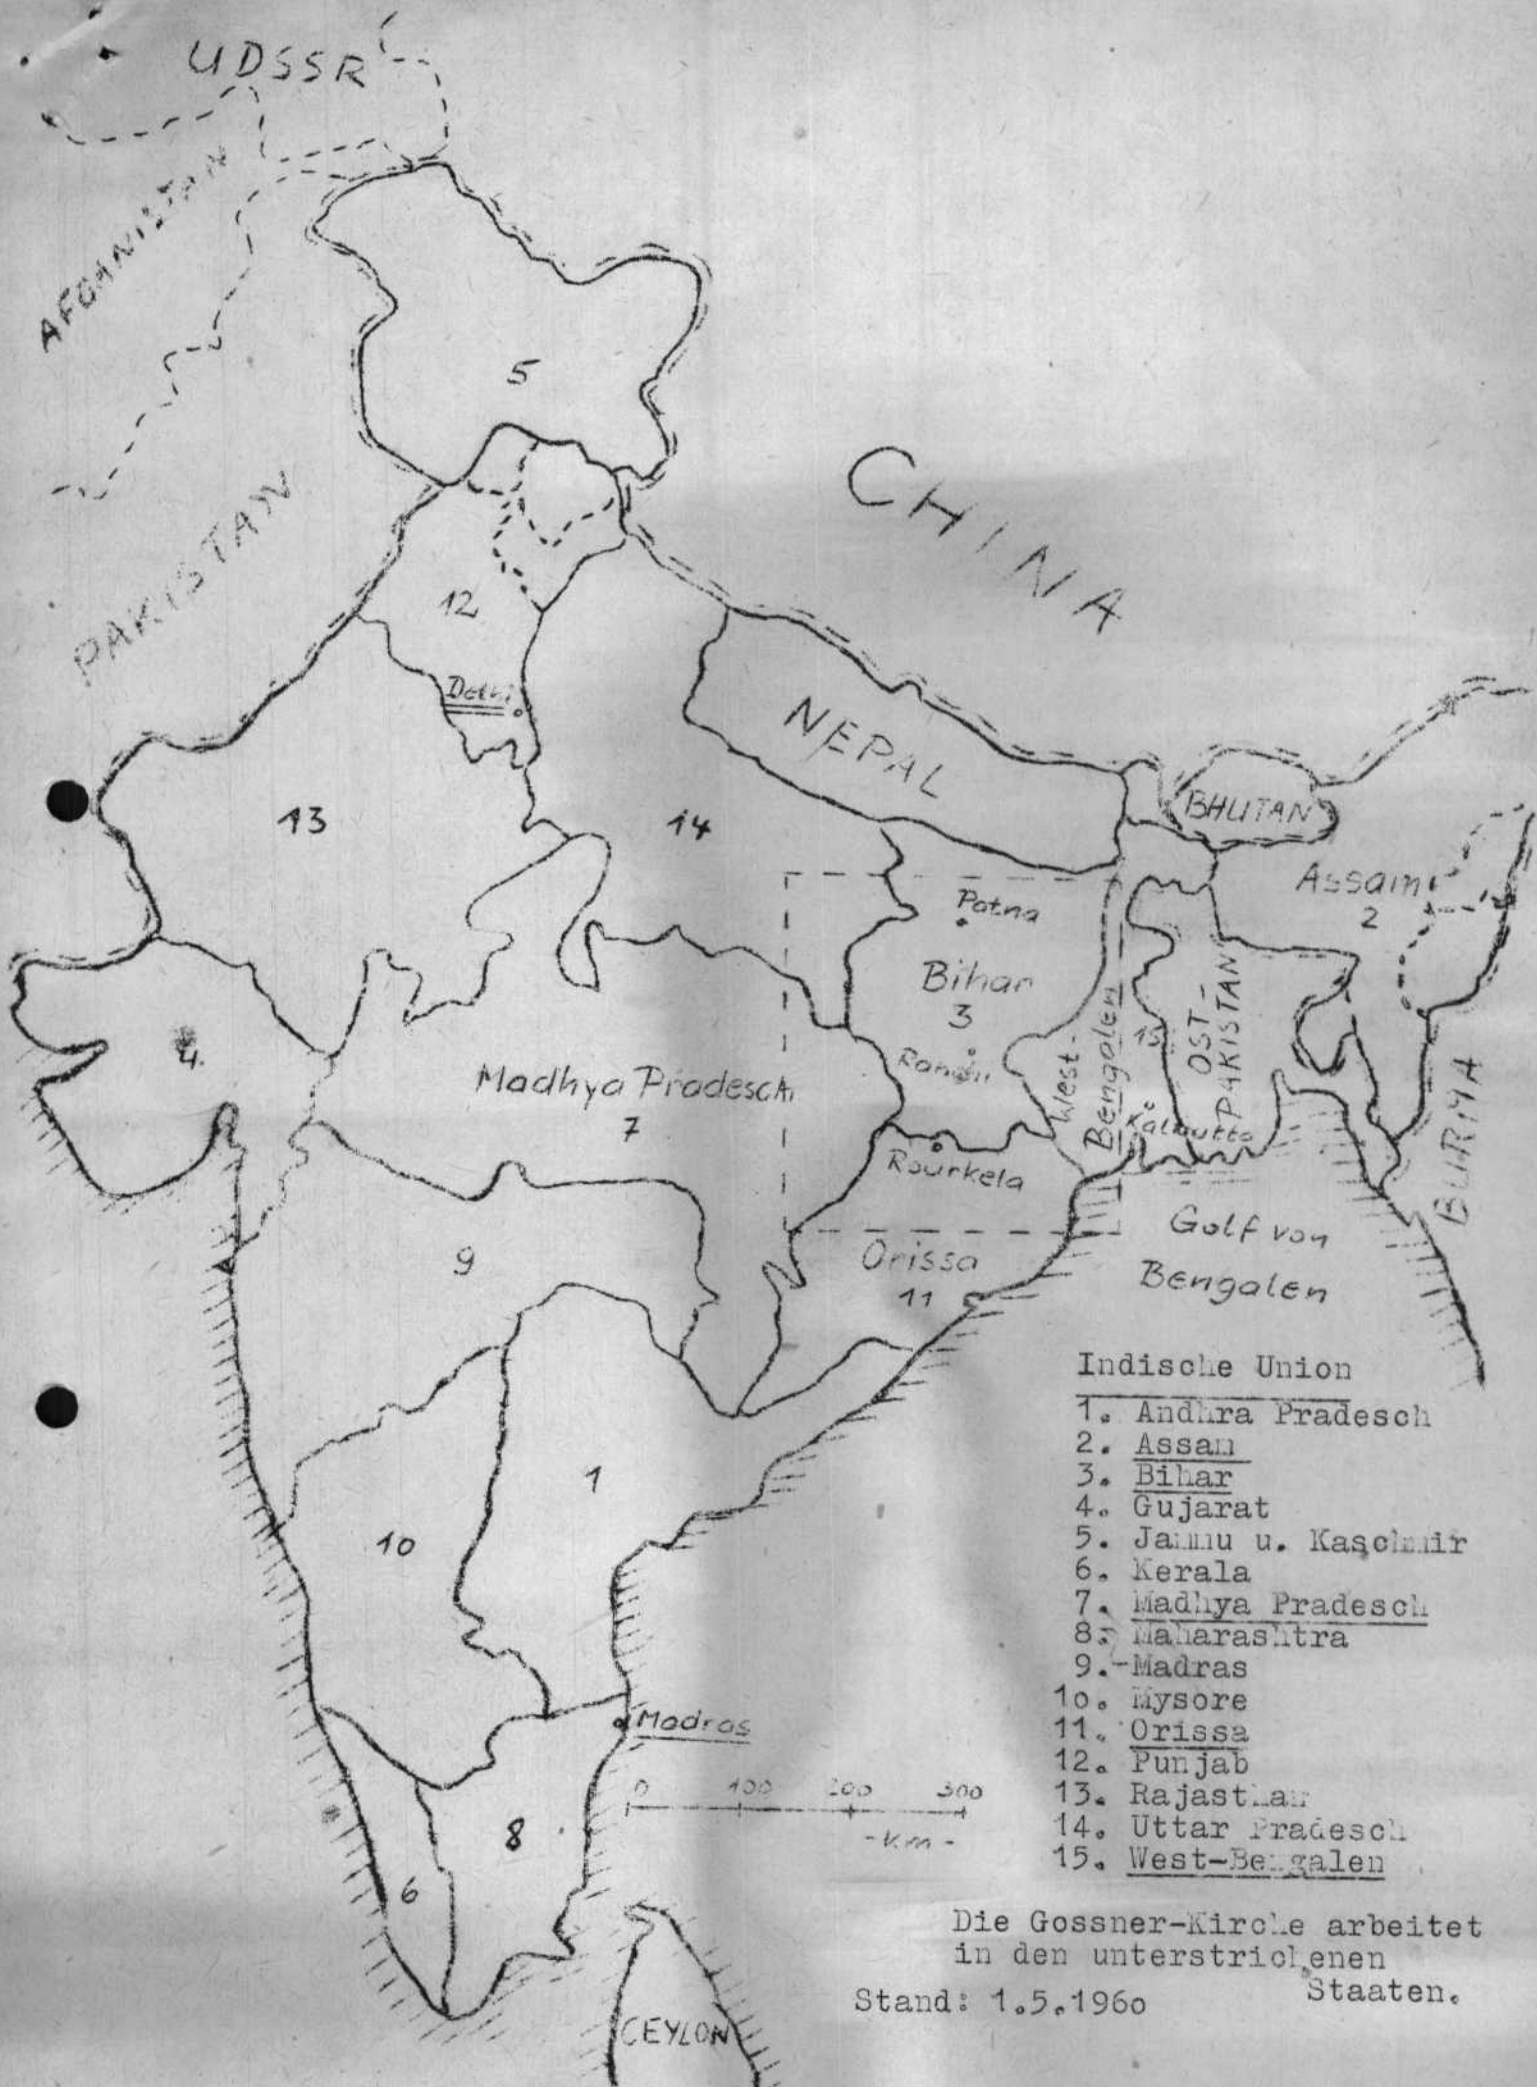 UDSSR
AFGHANISTAN
PAKISTAN
CHINA
5
12
Delhi
NEPAL
BHUTAN
13
14
Assam
2
Patna
Bihar
3
4
Madhya Pradesch
7
West-
Bengalen
15
OST-
PAKISTAN
Kalkutta
BURMA
Rourkela
Golf von
Bengalen
9
Orissa
11
1
10
Madras
0 100 200 300
-km-
8
6
CEYLON
Indische Union
1. Andhra Pradesch
2. Assam
3. Bihar
4. Gujarat
5. Jammu u. Kaschmir
6. Kerala
7. Madhya Pradesch
8. Maharashtra
9.-Madras
1o. Mysore
11. Orissa
12. Punjab
13. Rajasthan
14. Uttar Pradesch
15. West-Bengalen
Die Gossner-Kirche arbeitet
in den unterstrichenen
Staaten.
Stand: 1.5.196o